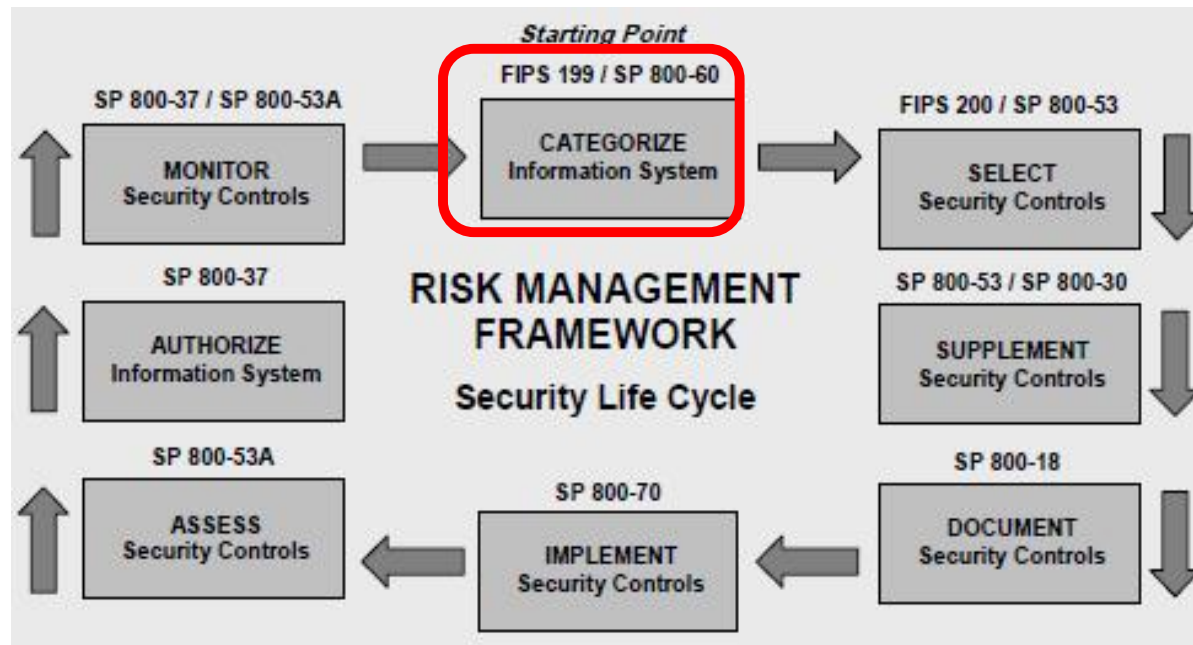 Starting Point
FIPS 199 / SP 800-60
CATEGORIZE
Information System
FIPS 200 / SP 800-53
SELECT
Security Controls
SP 800-53 / SP 800-30
SUPPLEMENT
Security Controls
SP 800-18
DOCUMENT
Security Controls
SP 800-70
IMPLEMENT
Security Controls
SP 800-53A
ASSESS
Security Controls
SP 800-37
AUTHORIZE
Information System
SP 800-37 / SP 800-53A
MONITOR
Security Controls
RISK MANAGEMENT
FRAMEWORK
Security Life Cycle